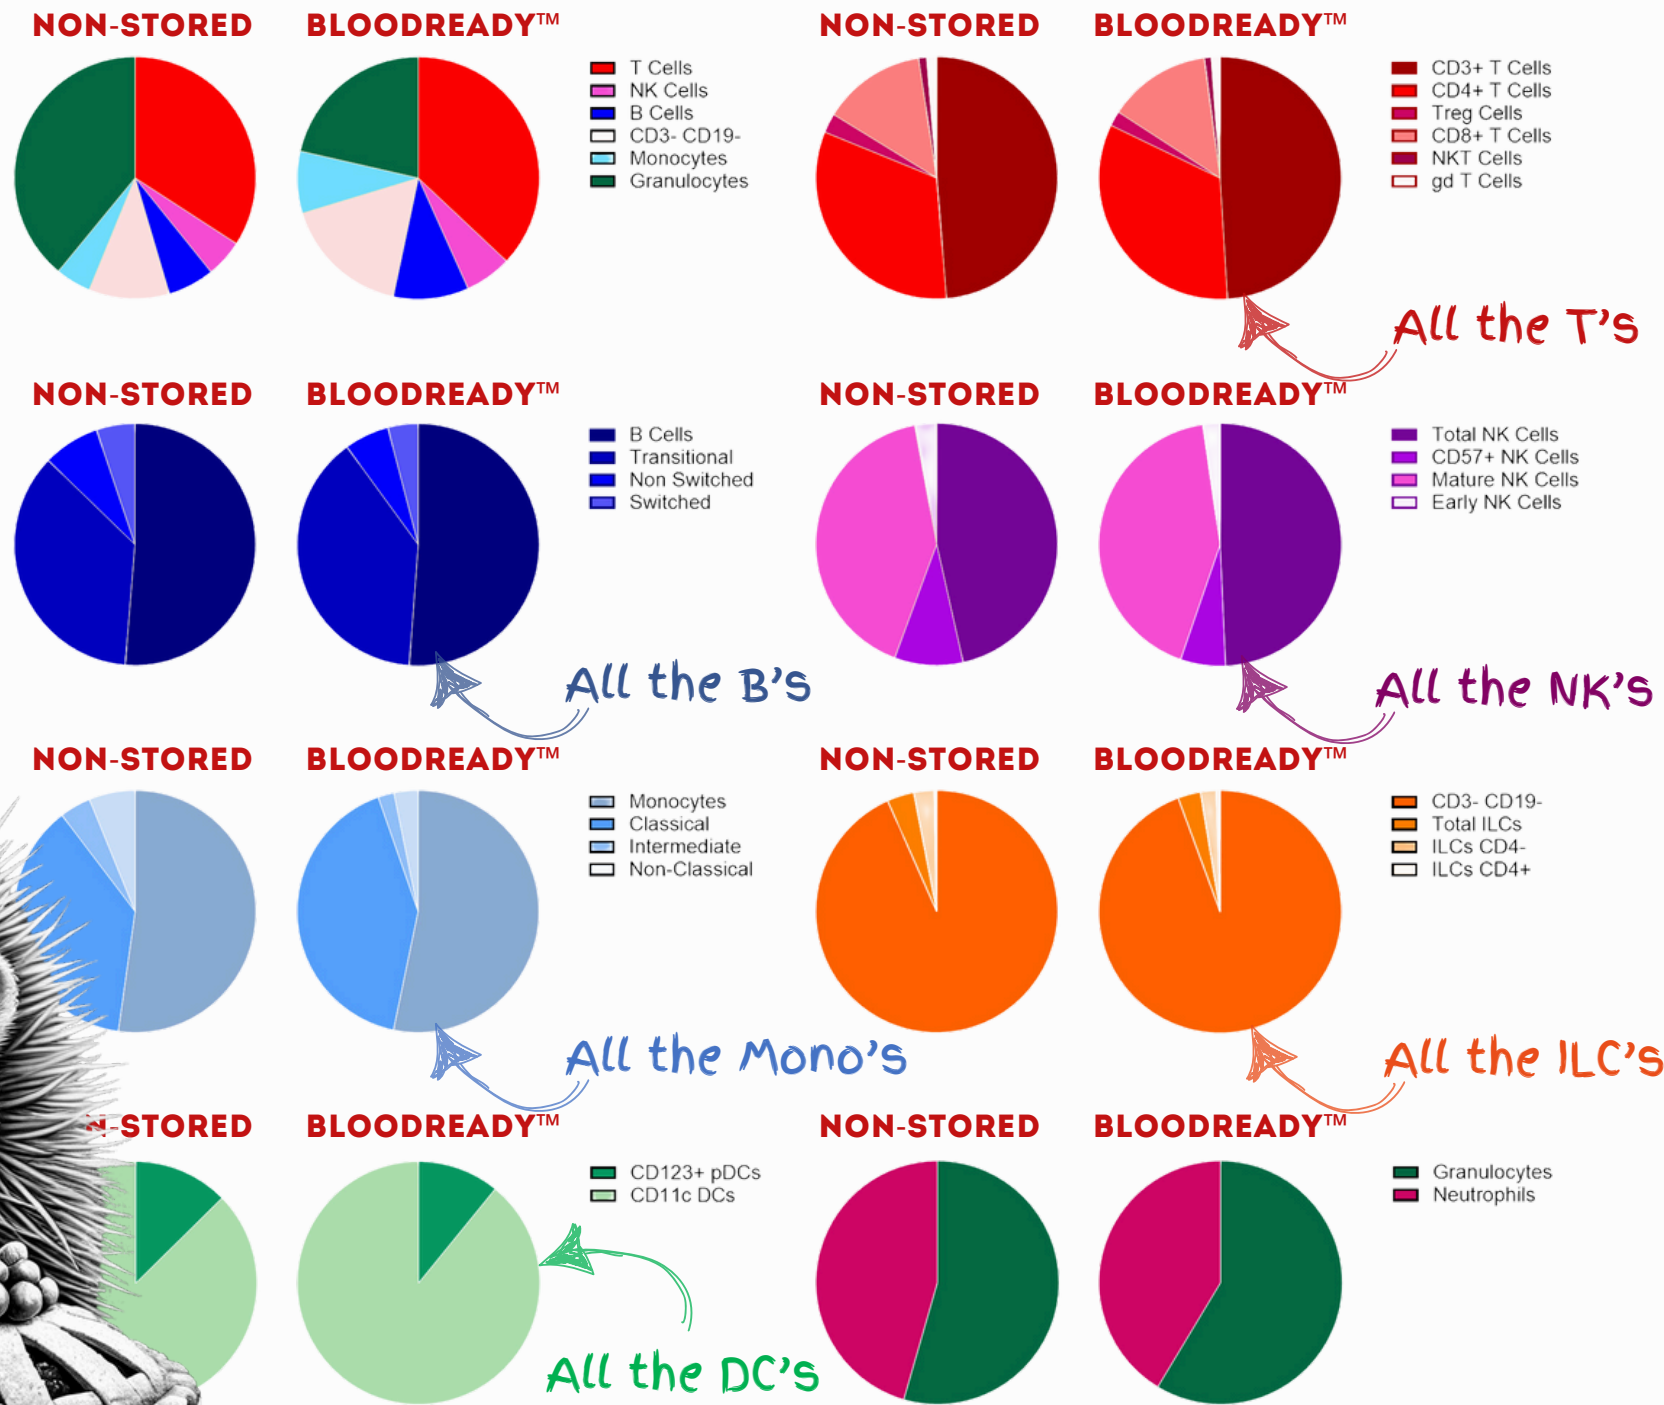 NON-STORED
BLOODREADY™
T Cells
NK Cells
B Cells
CD3- CD19-
Monocytes
Granulocytes
NON-STORED
BLOODREADY™
CD3+ T Cells
CD4+ T Cells
Treg Cells
CD8+ T Cells
NKT Cells
gd T Cells
All the T's
NON-STORED
BLOODREADY™
B Cells
Transitional
Non Switched
Switched
All the B's
NON-STORED
BLOODREADY™
Total NK Cells
CD57+ NK Cells
Mature NK Cells
Early NK Cells
All the NK's
NON-STORED
BLOODREADY™
Monocytes
Classical
Intermediate
Non-Classical
All the Mono's
NON-STORED
BLOODREADY™
CD3- CD19-
Total ILCs
ILCs CD4-
ILCs CD4+
All the ILC's
N-STORED
BLOODREADY™
CD123+ pDCs
CD11c DCs
All the DC's
NON-STORED
BLOODREADY™
Granulocytes
Neutrophils